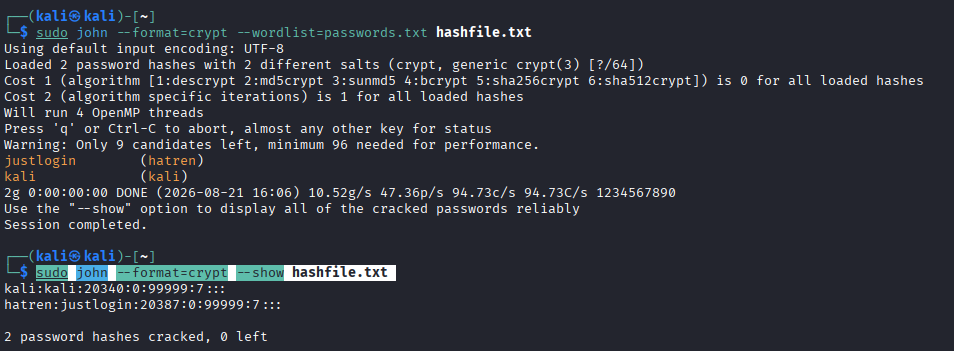 ┌──(kali㉿kali)-[~]
└─$ sudo john --format=crypt --wordlist=passwords.txt hashfile.txt
Using default input encoding: UTF-8
Loaded 2 password hashes with 2 different salts (crypt, generic crypt(3) [?/64])
Cost 1 (algorithm [1:descrypt 2:md5crypt 3:sunmd5 4:bcrypt 5:sha256crypt 6:sha512crypt]) is 0 for all loaded hashes
Cost 2 (algorithm specific iterations) is 1 for all loaded hashes
Will run 4 OpenMP threads
Press 'q' or Ctrl-C to abort, almost any other key for status
Warning: Only 9 candidates left, minimum 96 needed for performance.
justlogin        (hatren)
kali             (kali)
2g 0:00:00:00 DONE (2026-08-21 16:06) 10.52g/s 47.36p/s 94.73c/s 94.73C/s 1234567890
Use the "--show" option to display all of the cracked passwords reliably
Session completed.
┌──(kali㉿kali)-[~]
└─$ sudo john --format=crypt --show hashfile.txt
kali:kali:20340:0:99999:7:::
hatren:justlogin:20387:0:99999:7:::
2 password hashes cracked, 0 left